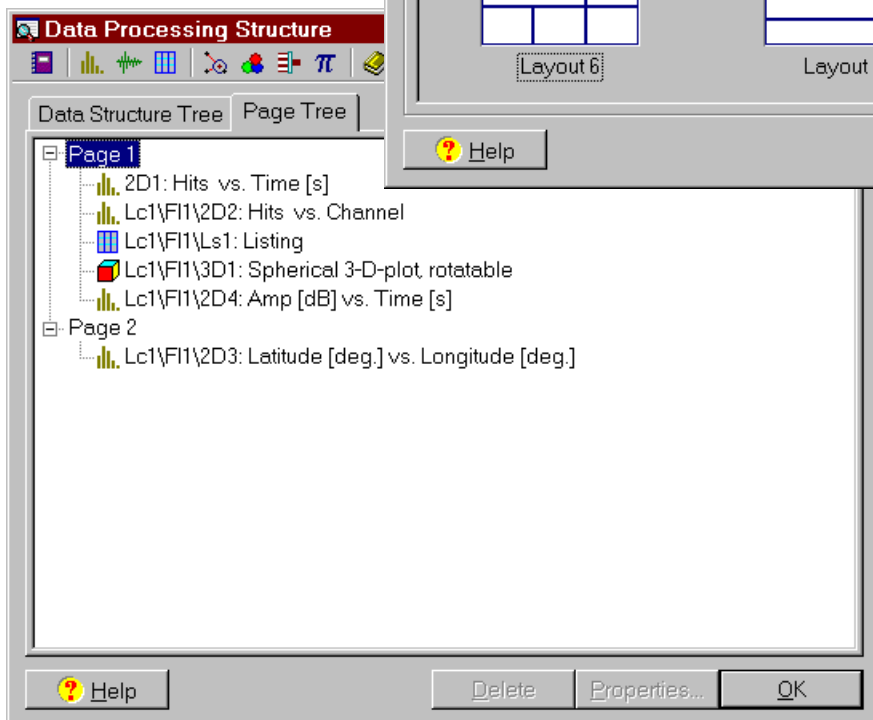 Data Processing Structure
Layout 6
Layout
Help
Data Structure Tree Page Tree
Page 1
2D1: Hits vs. Time [s]
Lc1\Fl1\2D2: Hits vs. Channel
Lc1\Fl1\Ls1: Listing
Lc1\Fl1\3D1: Spherical 3-D-plot, rotatable
Lc1\Fl1\2D4: Amp [dB] vs. Time [s]
Page 2
Lc1\Fl1\2D3: Latitude [deg.] vs. Longitude [deg.]
Help Delete Properties... OK